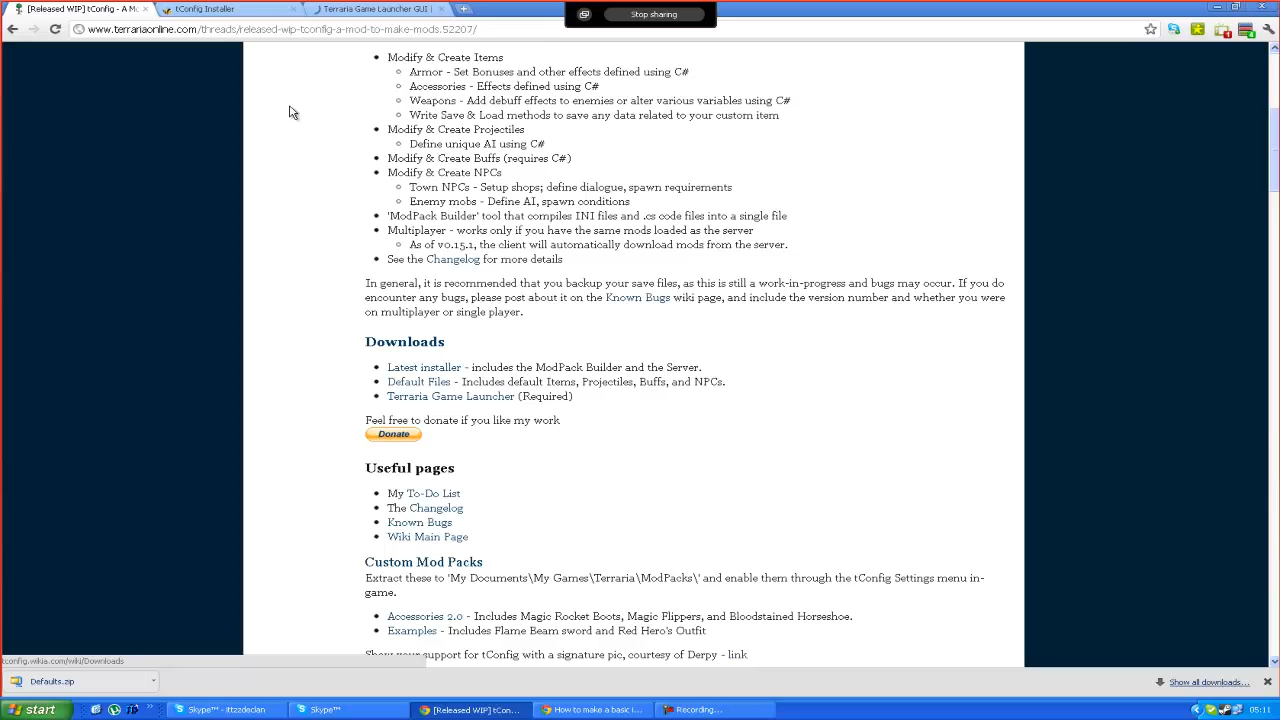 [Released WIP] tConfig - A Mo
tConfig Installer
Terraria Game Launcher GUI |
Stop sharing
www.terrariaonline.com/threads/released-wip-tconfig-a-mod-to-make-mods.52207/
Modify & Create Items
Armor - Set Bonuses and other effects defined using C#
Accessories - Effects defined using C#
Weapons - Add debuff effects to enemies or alter various variables using C#
Write Save & Load methods to save any data related to your custom item
Modify & Create Projectiles
Define unique AI using C#
Modify & Create Buffs (requires C#)
Modify & Create NPCs
Town NPCs - Setup shops; define dialogue, spawn requirements
Enemy mobs - Define AI, spawn conditions
'ModPack Builder' tool that compiles INI files and .cs code files into a single file
Multiplayer - works only if you have the same mods loaded as the server
As of v0.15.1, the client will automatically download mods from the server.
See the Changelog for more details
In general, it is recommended that you backup your save files, as this is still a work-in-progress and bugs may occur. If you do
encounter any bugs, please post about it on the Known Bugs wiki page, and include the version number and whether you were
on multiplayer or single player.
Downloads
Latest installer - includes the ModPack Builder and the Server.
Default Files - Includes default Items, Projectiles, Buffs, and NPCs.
Terraria Game Launcher (Required)
Feel free to donate if you like my work
Donate
Useful pages
My To-Do List
The Changelog
Known Bugs
Wiki Main Page
Custom Mod Packs
Extract these to 'My Documents\My Games\Terraria\ModPacks\' and enable them through the tConfig Settings menu in-
game.
Accessories 2.0 - Includes Magic Rocket Boots, Magic Flippers, and Bloodstained Horseshoe.
Examples - Includes Flame Beam sword and Red Hero's Outfit
Show your support for tConfig with a signature pic, courtesy of Derpy - link
tconfig.wikia.com/wiki/Downloads
Defaults.zip
Show all downloads...
start
Skype™ - ittzzdeclan
Skype™
[Released WIP] tCon...
How to make a basic i...
Recording...
05:11